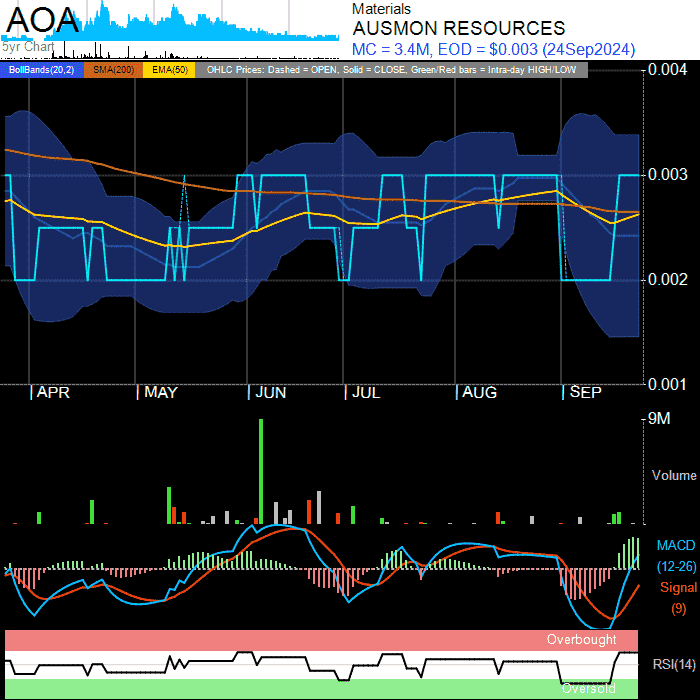 AOA
5yr Chart
Materials
AUSMON RESOURCES
MC = 3.4M, EOD = $0.003 (24Sep2024)
BollBands(20,2) SMA(200) EMA(50) OHLC Prices: Dashed = OPEN, Solid = CLOSE, Green/Red bars = Intra-day HIGH/LOW
0.004
0.003
0.002
0.001
APR MAY JUN JUL AUG SEP
9M
Volume
MACD
(12-26)
Signal
(9)
Overbought
RSI(14)
Oversold